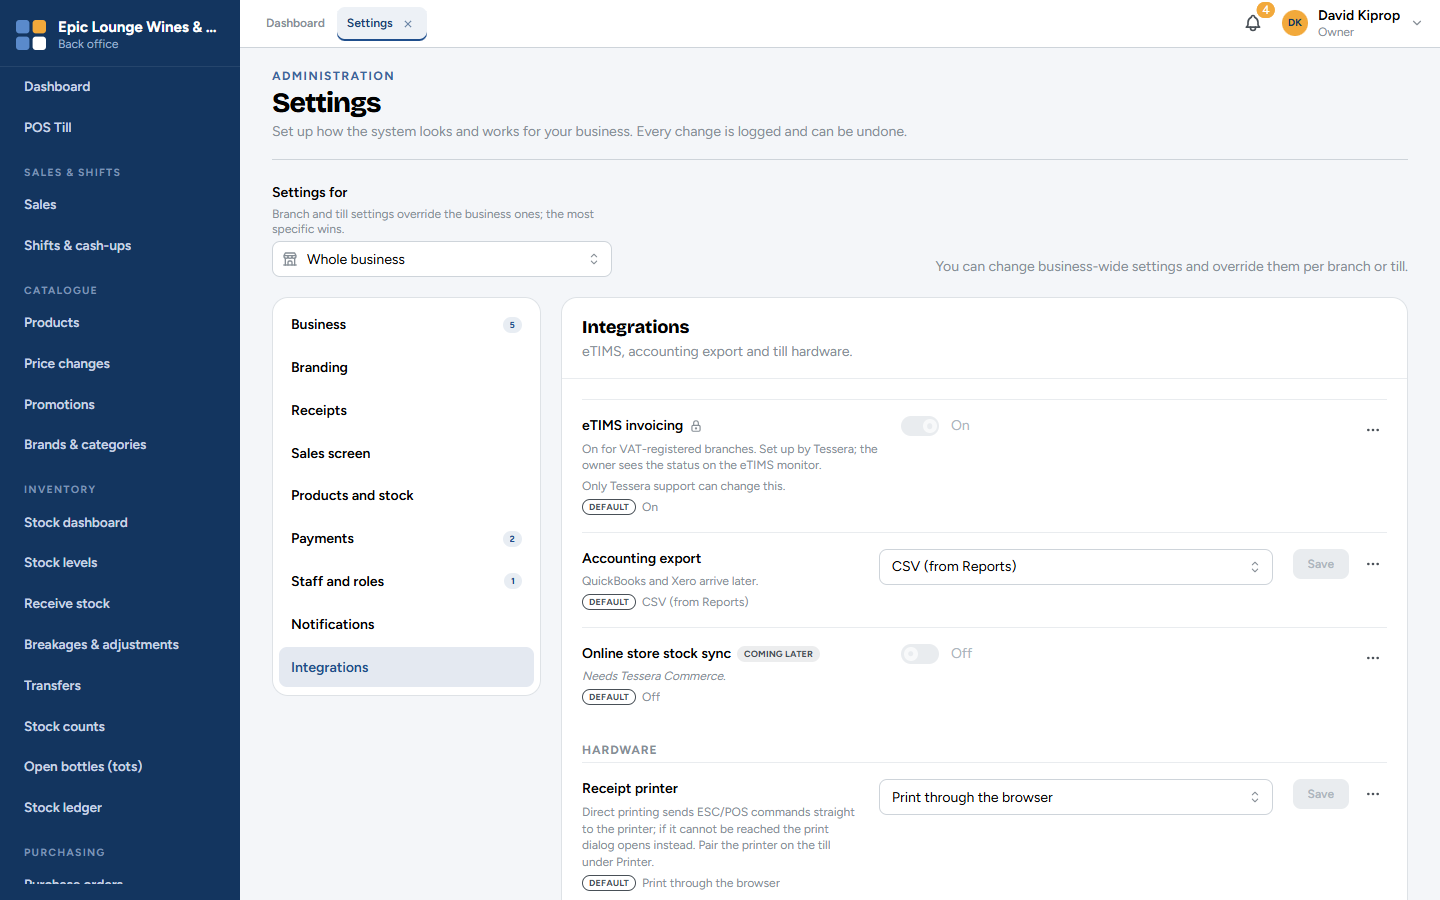 Epic Lounge Wines & ...
Back office
Dashboard
POS Till
SALES & SHIFTS
Sales
Shifts & cash-ups
CATALOGUE
Products
Price changes
Promotions
Brands & categories
INVENTORY
Stock dashboard
Stock levels
Receive stock
Breakages & adjustments
Transfers
Stock counts
Open bottles (tots)
Stock ledger
PURCHASING
Purchase orders
Dashboard
Settings
4
DK
David Kiprop
Owner
ADMINISTRATION
Settings
Set up how the system looks and works for your business. Every change is logged and can be undone.
Settings for
Branch and till settings override the business ones; the most
specific wins.
Whole business
You can change business-wide settings and override them per branch or till.
Business 5
Branding
Receipts
Sales screen
Products and stock
Payments 2
Staff and roles 1
Notifications
Integrations
Integrations
eTIMS, accounting export and till hardware.
eTIMS invoicing
On
On for VAT-registered branches. Set up by Tessera; the
owner sees the status on the eTIMS monitor.
Only Tessera support can change this.
DEFAULT On
Accounting export
CSV (from Reports)
Save
QuickBooks and Xero arrive later.
DEFAULT CSV (from Reports)
Online store stock sync COMING LATER
Off
Needs Tessera Commerce.
DEFAULT Off
HARDWARE
Receipt printer
Print through the browser
Save
Direct printing sends ESC/POS commands straight
to the printer; if it cannot be reached the print
dialog opens instead. Pair the printer on the till
under Printer.
DEFAULT Print through the browser